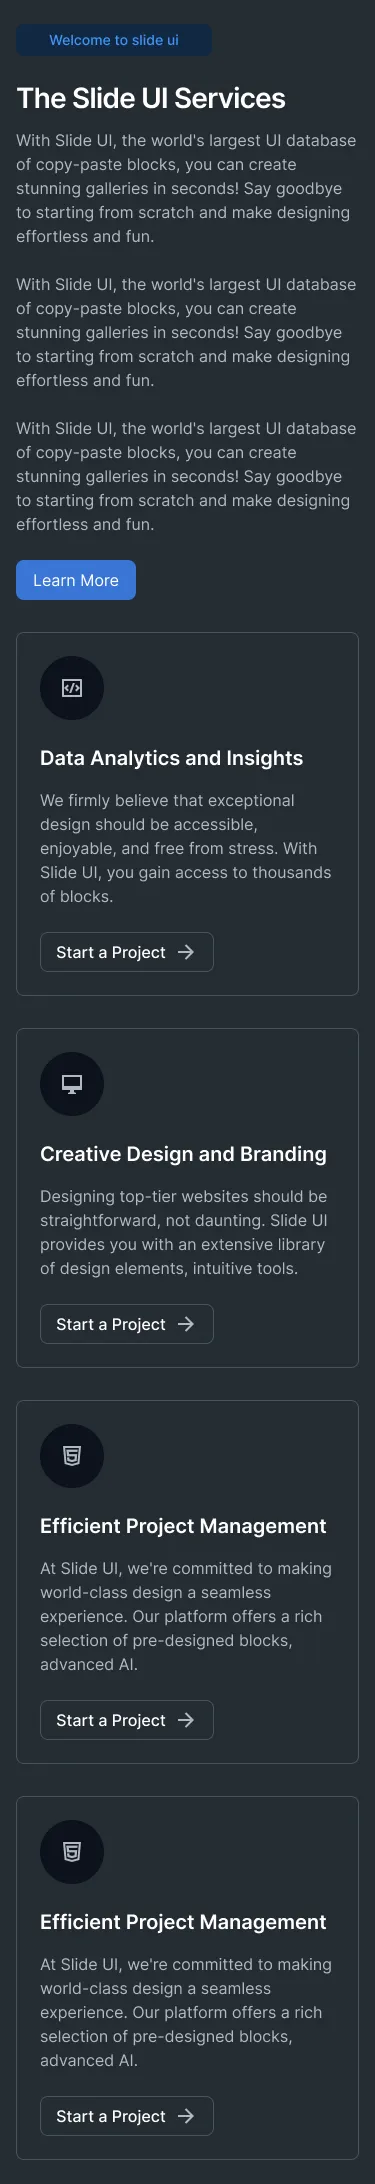 Welcome to slide ui
The Slide UI Services
With Slide UI, the world's largest UI database
of copy-paste blocks, you can create
stunning galleries in seconds! Say goodbye
to starting from scratch and make designing
effortless and fun.
With Slide UI, the world's largest UI database
of copy-paste blocks, you can create
stunning galleries in seconds! Say goodbye
to starting from scratch and make designing
effortless and fun.
With Slide UI, the world's largest UI database
of copy-paste blocks, you can create
stunning galleries in seconds! Say goodbye
to starting from scratch and make designing
effortless and fun.
Learn More
Data Analytics and Insights
We firmly believe that exceptional
design should be accessible,
enjoyable, and free from stress. With
Slide UI, you gain access to thousands
of blocks.
Start a Project
Creative Design and Branding
Designing top-tier websites should be
straightforward, not daunting. Slide UI
provides you with an extensive library
of design elements, intuitive tools.
Start a Project
Efficient Project Management
At Slide UI, we're committed to making
world-class design a seamless
experience. Our platform offers a rich
selection of pre-designed blocks,
advanced AI.
Start a Project
Efficient Project Management
At Slide UI, we're committed to making
world-class design a seamless
experience. Our platform offers a rich
selection of pre-designed blocks,
advanced AI.
Start a Project